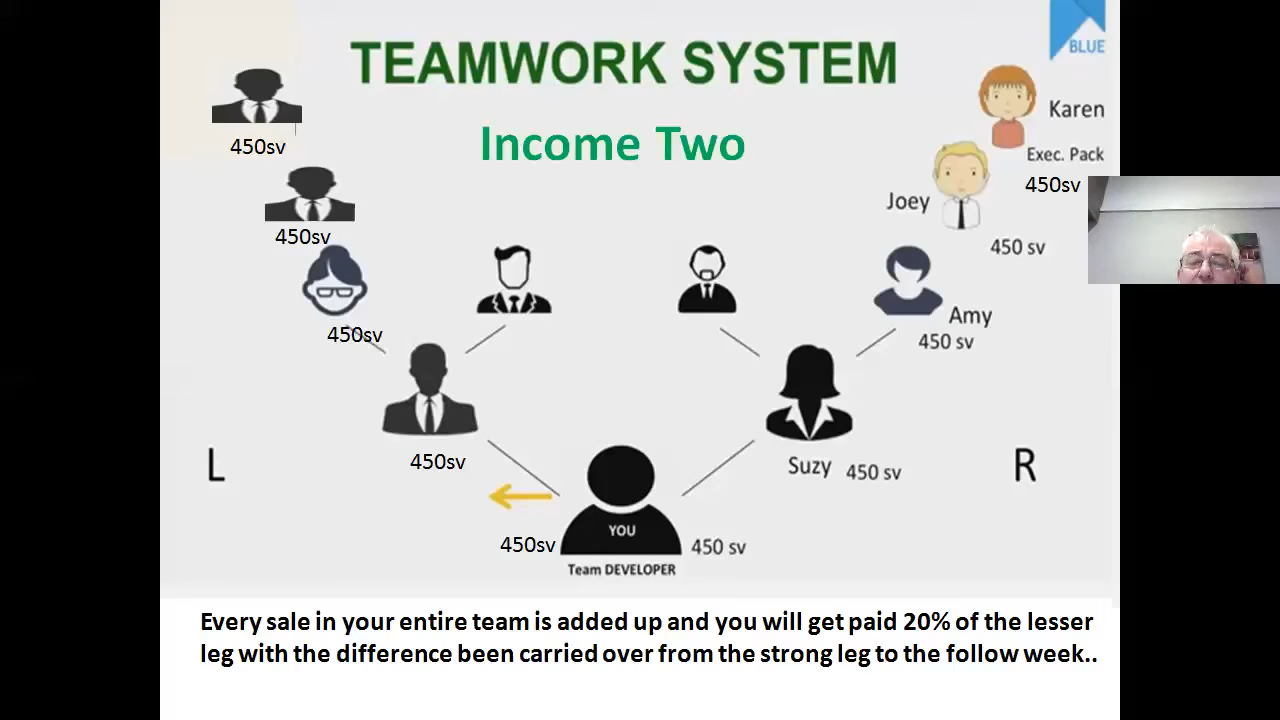 TEAMWORK SYSTEM
BLUE
Income Two
Karen
450sv
Exec. Pack
450sv
Joey
450sv
450 sv
Amy
450sv
450 sv
L
450sv
Suzy 450 sv
R
YOU
450sv
450 sv
Team DEVELOPER
Every sale in your entire team is added up and you will get paid 20% of the lesser
leg with the difference been carried over from the strong leg to the follow week..